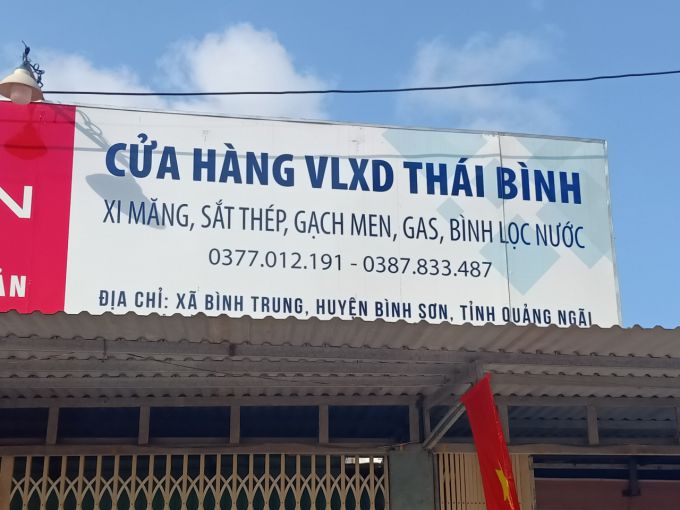 CỬA HÀNG VLXD THÁI BÌNH
XI MĂNG, SẮT THÉP, GẠCH MEN, GAS, BÌNH LỌC NƯỚC
0377.012.191 - 0387.833.487
ĐỊA CHỈ: XÃ BÌNH TRUNG, HUYỆN BÌNH SƠN, TỈNH QUẢNG NGÃI